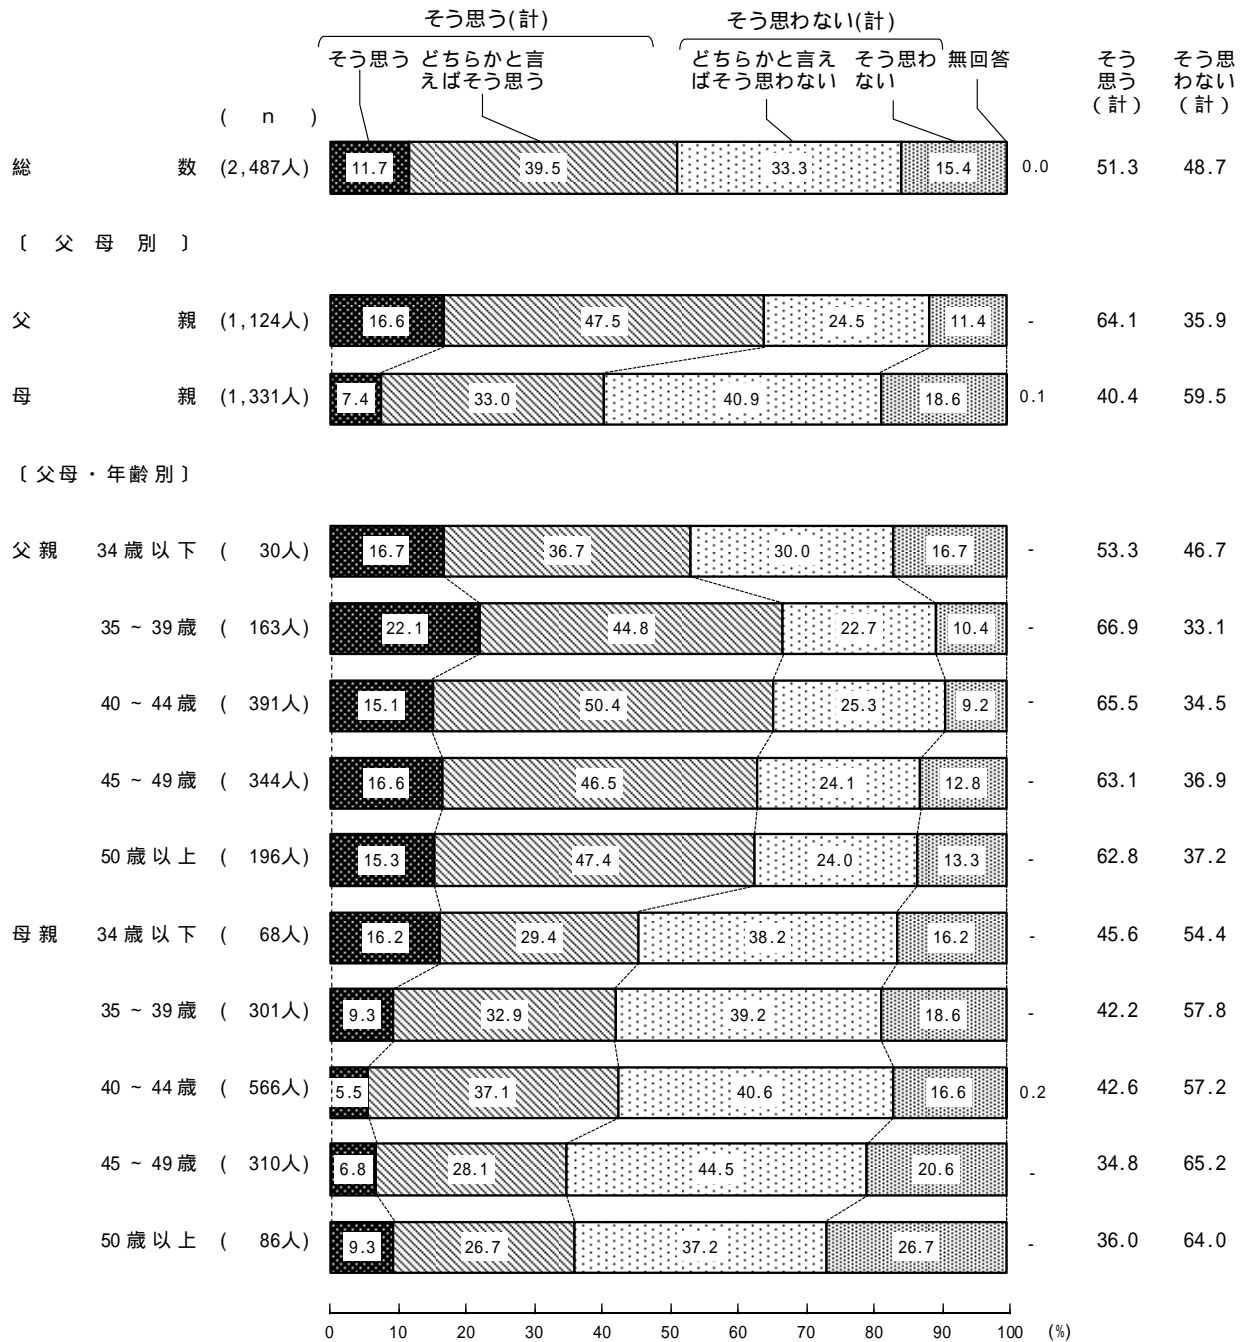 そう思う(計) そう思わない(計)
そう思う どちらかと言 どちらかと言え そう思わ 無回答 そう そう思
えばそう思う ばそう思わない ない 思う わない
( n ) (計) (計)
総 数 (2,487人) 11.7 39.5 33.3 15.4 0.0 51.3 48.7
〔 父 母 別 〕
父 親 (1,124人) 16.6 47.5 24.5 11.4 - 64.1 35.9
母 親 (1,331人) 7.4 33.0 40.9 18.6 0.1 40.4 59.5
〔父母・年齢別〕
父親 34歳以下 ( 30人) 16.7 36.7 30.0 16.7 - 53.3 46.7
35~39歳 ( 163人) 22.1 44.8 22.7 10.4 - 66.9 33.1
40~44歳 ( 391人) 15.1 50.4 25.3 9.2 - 65.5 34.5
45~49歳 ( 344人) 16.6 46.5 24.1 12.8 - 63.1 36.9
50歳以上 ( 196人) 15.3 47.4 24.0 13.3 - 62.8 37.2
母親 34歳以下 ( 68人) 16.2 29.4 38.2 16.2 - 45.6 54.4
35~39歳 ( 301人) 9.3 32.9 39.2 18.6 - 42.2 57.8
40~44歳 ( 566人) 5.5 37.1 40.6 16.6 0.2 42.6 57.2
45~49歳 ( 310人) 6.8 28.1 44.5 20.6 - 34.8 65.2
50歳以上 ( 86人) 9.3 26.7 37.2 26.7 - 36.0 64.0
0 10 20 30 40 50 60 70 80 90 100 (%)